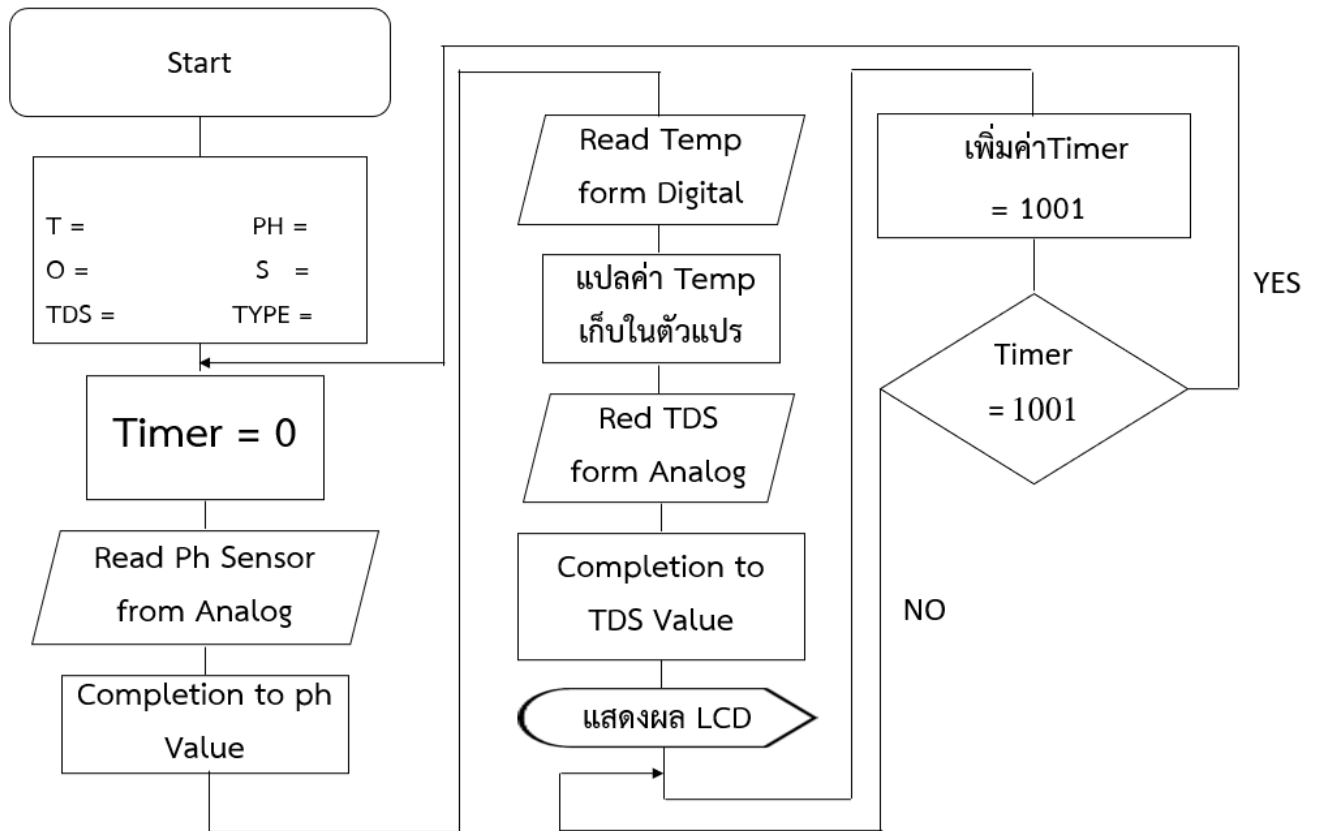 Start
T = PH =
O = S =
TDS = TYPE =
Timer = 0
Read Ph Sensor
from Analog
Completion to ph
Value
Read Temp
form Digital
แปลค่า Temp
เก็บในตัวแปร
Red TDS
form Analog
Completion to
TDS Value
แสดงผล LCD
เพิ่มค่าTimer
= 1001
Timer
= 1001
YES
NO